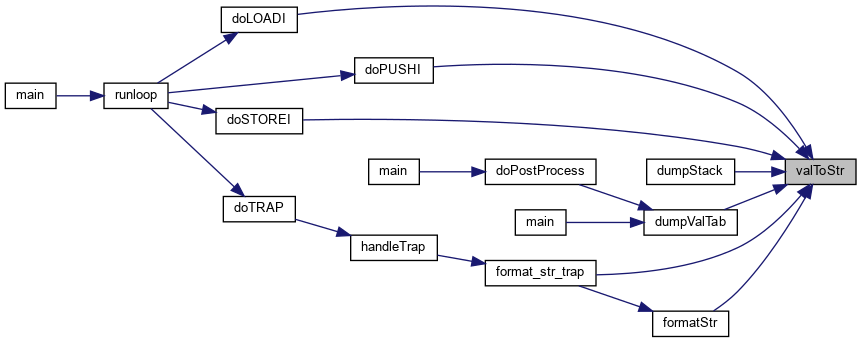 doLOADI
doPUSHI
main
runloop
doSTOREI
valToStr
main
doPostProcess
dumpStack
doTRAP
main
dumpValTab
handleTrap
format_str_trap
formatStr